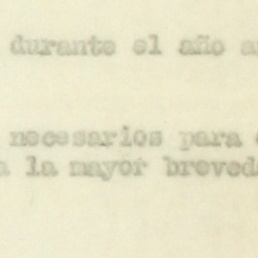 durante el año a
necesarios para
a la mayor breved